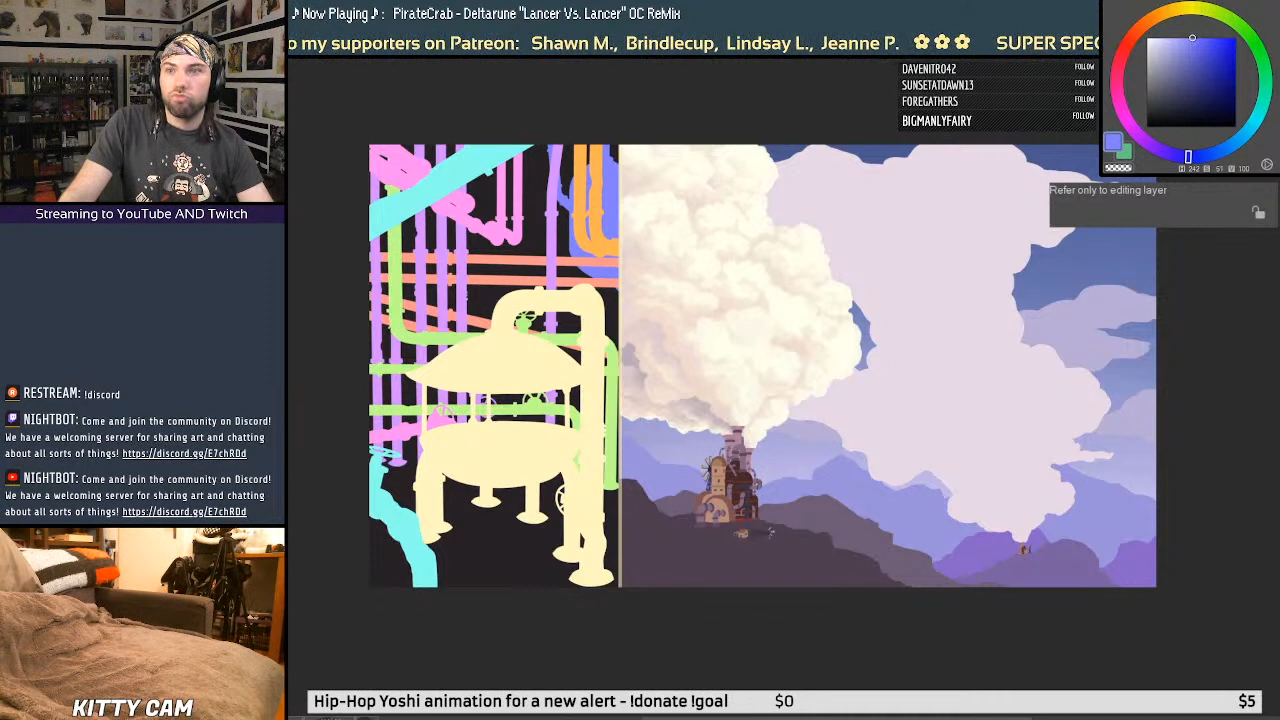 ♪ Now Playing ♪ : PirateCrab - Deltarune "Lancer Vs. Lancer" OC ReMix
o my supporters on Patreon: Shawn M., Brindlecup, Lindsay L., Jeanne P. ✿ ✿ ✿ SUPER SPEC
DAVENITRO42 FOLLOW
SUNSETATDAWN13 FOLLOW
FOREGATHERS FOLLOW
BIGMANLYFAIRY FOLLOW
H 242 S 51 V 100
Refer only to editing layer
Streaming to YouTube AND Twitch
RESTREAM: !discord
NIGHTBOT: Come and join the community on Discord!
We have a welcoming server for sharing art and chatting
about all sorts of things! https://discord.gg/E7chRDd
NIGHTBOT: Come and join the community on Discord!
We have a welcoming server for sharing art and chatting
about all sorts of things! https://discord.gg/E7chRDd
KITTY CAM
Hip-Hop Yoshi animation for a new alert - !donate !goal $0 $5